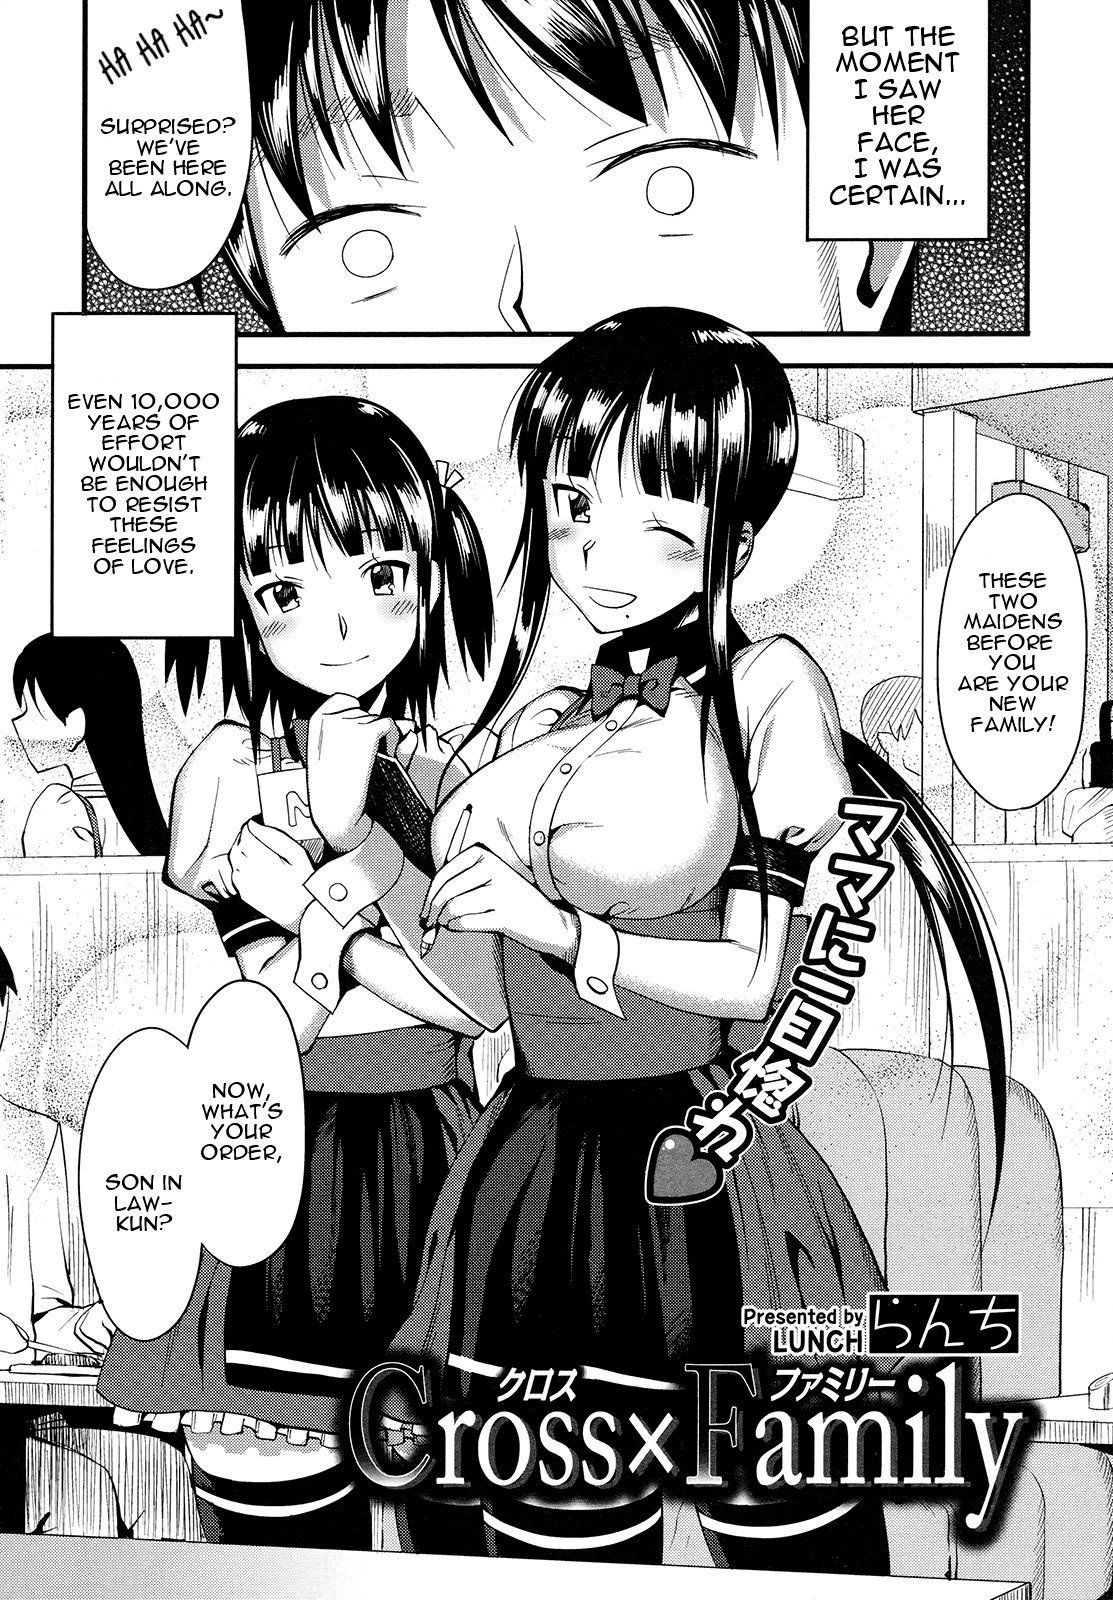 BUT THE
MOMENT
I SAW
HER
FACE,
I WAS
CERTAIN...
HA HA HA~
SURPRISED?
WE'VE
BEEN HERE
ALL ALONG.
THESE
TWO
MAIDENS
BEFORE
YOU
ARE YOUR
NEW
FAMILY!
EVEN 10,000
YEARS OF
EFFORT
WOULDN'T
BE ENOUGH
TO RESIST
THESE
FEELINGS
OF LOVE.
ママに一目惚れ
NOW,
WHAT'S
YOUR
ORDER,
SON IN
LAW-
KUN?
Presented by
LUNCH らんち
クロス ファミリー
Cross×Family